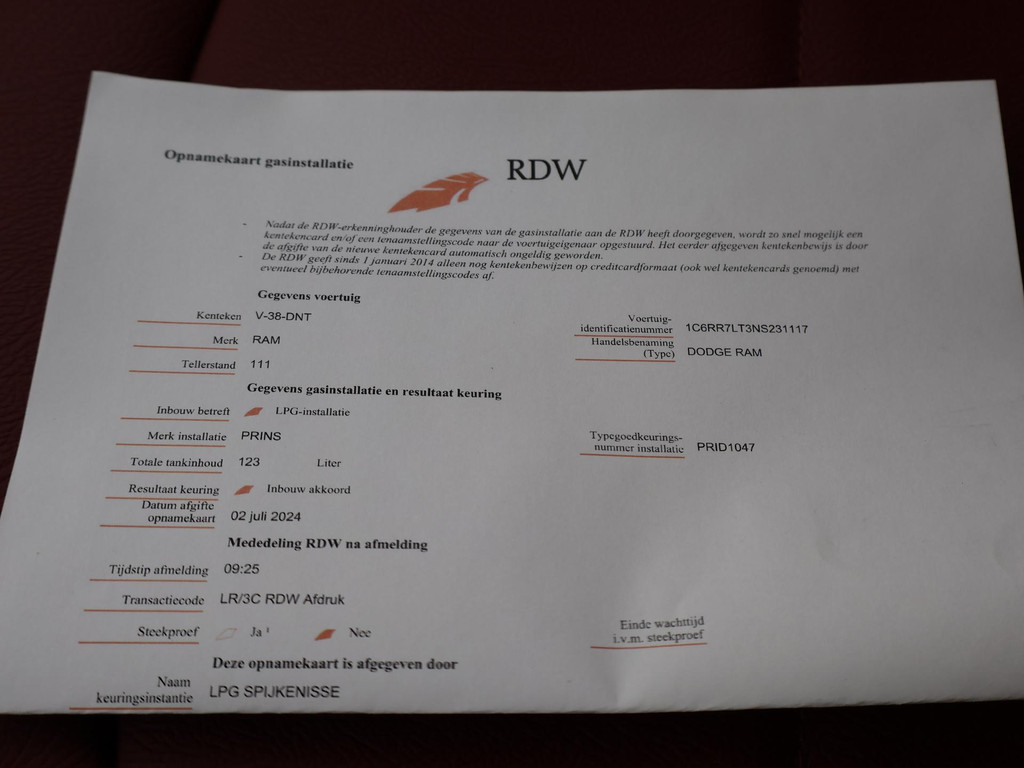 Opnamekaart gasinstallatie
RDW
- Nadat de RDW-erkenninghouder de gegevens van de gasinstallatie aan de RDW heeft doorgegeven, wordt zo snel mogelijk een
kentekencard en/of een tenaamstellingscode naar de voertuigeigenaar opgestuurd. Het eerder afgegeven kentekenbewijs is door
de afgifte van de nieuwe kentekencard automatisch ongeldig geworden.
- De RDW geeft sinds 1 januari 2014 alleen nog kentekenbewijzen op creditcardformaat (ook wel kentekencards genoemd) met
eventueel bijbehorende tenaamstellingscodes af.
Gegevens voertuig
Kenteken V-38-DNT
Voertuig-
identificatienummer 1C6RR7LT3NS231117
Merk RAM
Handelsbenaming
(Type) DODGE RAM
Tellerstand 111
Gegevens gasinstallatie en resultaat keuring
Inbouw betreft LPG-installatie
Merk installatie PRINS
Typegoedkeurings-
nummer installatie PRID1047
Totale tankinhoud 123 Liter
Resultaat keuring Inbouw akkoord
Datum afgifte
opnamekaart 02 juli 2024
Mededeling RDW na afmelding
Tijdstip afmelding 09:25
Transactiecode LR/3C RDW Afdruk
Steekproef Ja ¹ Nee
Einde wachttijd
i.v.m. steekproef
Deze opnamekaart is afgegeven door
Naam
keuringsinstantie LPG SPIJKENISSE